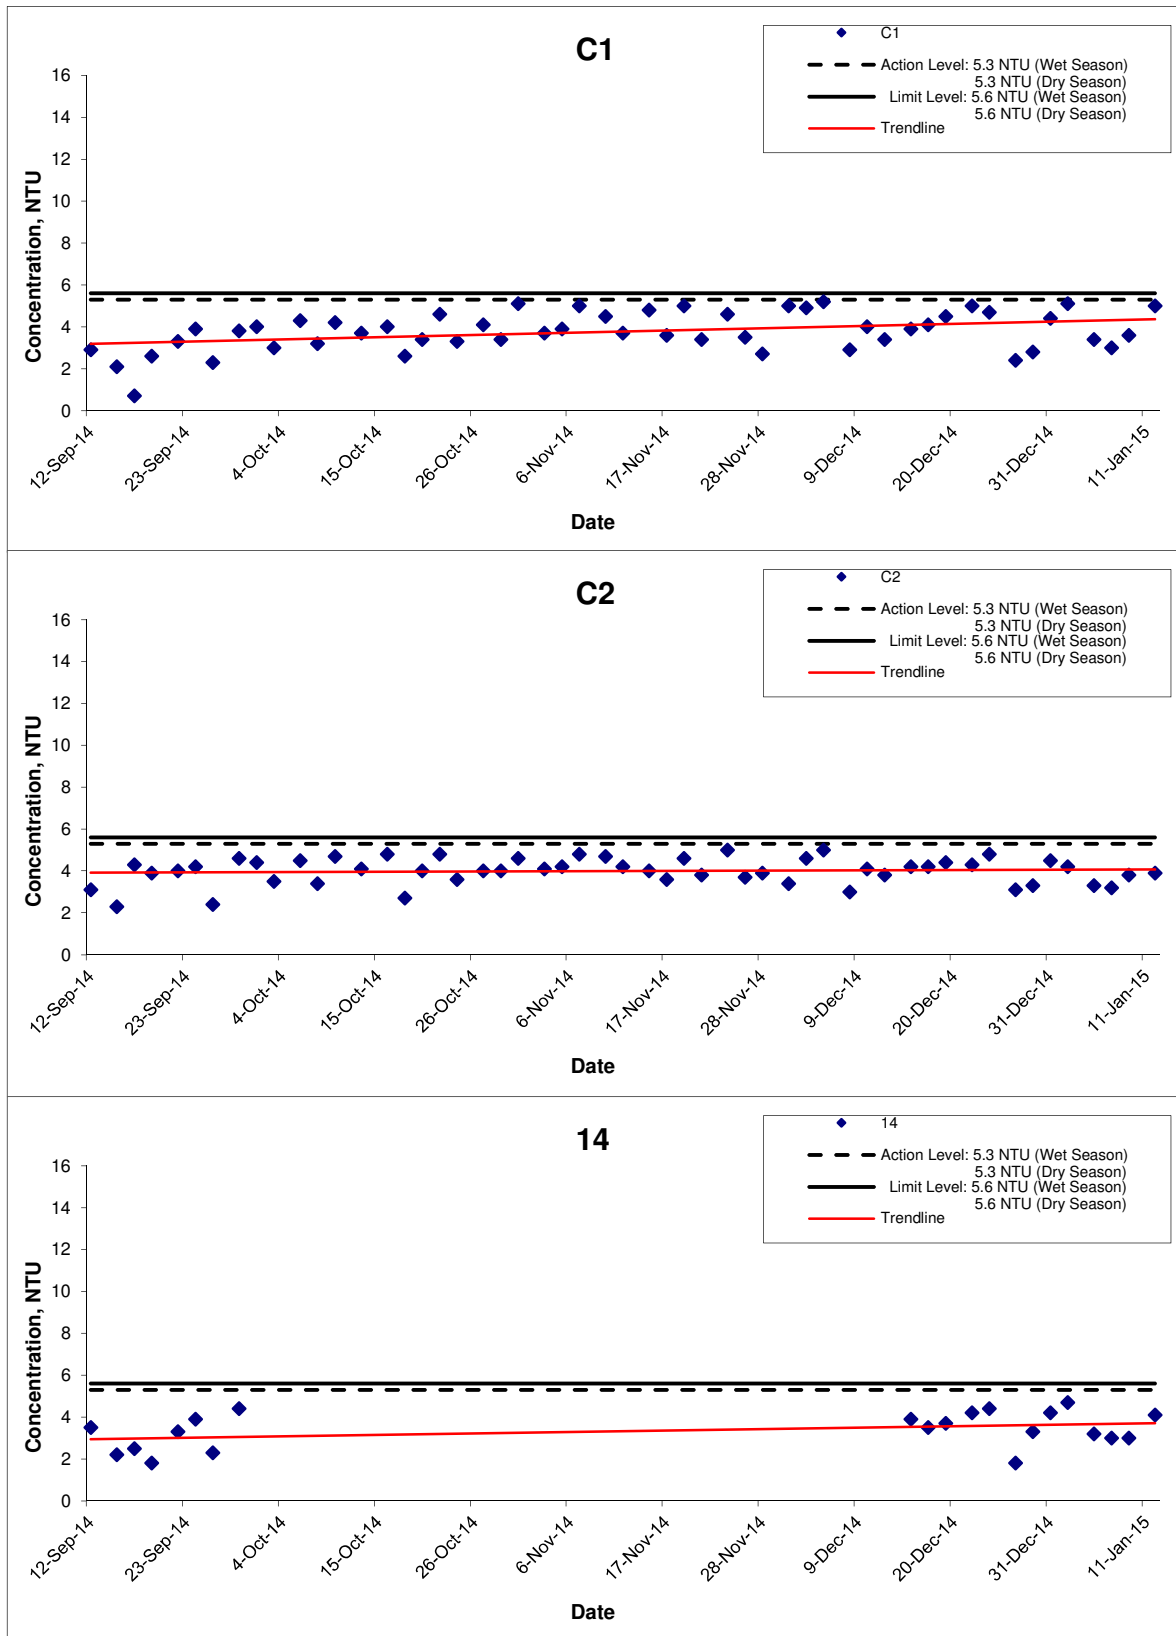 C1
C1
Action Level: 5.3 NTU (Wet Season)
5.3 NTU (Dry Season)
Limit Level: 5.6 NTU (Wet Season)
5.6 NTU (Dry Season)
Trendline
Concentration, NTU
16
14
12
10
8
6
4
2
0
12-Sep-14
23-Sep-14
4-Oct-14
15-Oct-14
26-Oct-14
6-Nov-14
17-Nov-14
28-Nov-14
9-Dec-14
20-Dec-14
31-Dec-14
11-Jan-15
Date
C2
C2
Action Level: 5.3 NTU (Wet Season)
5.3 NTU (Dry Season)
Limit Level: 5.6 NTU (Wet Season)
5.6 NTU (Dry Season)
Trendline
Concentration, NTU
16
14
12
10
8
6
4
2
0
12-Sep-14
23-Sep-14
4-Oct-14
15-Oct-14
26-Oct-14
6-Nov-14
17-Nov-14
28-Nov-14
9-Dec-14
20-Dec-14
31-Dec-14
11-Jan-15
Date
14
14
Action Level: 5.3 NTU (Wet Season)
5.3 NTU (Dry Season)
Limit Level: 5.6 NTU (Wet Season)
5.6 NTU (Dry Season)
Trendline
Concentration, NTU
16
14
12
10
8
6
4
2
0
12-Sep-14
23-Sep-14
4-Oct-14
15-Oct-14
26-Oct-14
6-Nov-14
17-Nov-14
28-Nov-14
9-Dec-14
20-Dec-14
31-Dec-14
11-Jan-15
Date